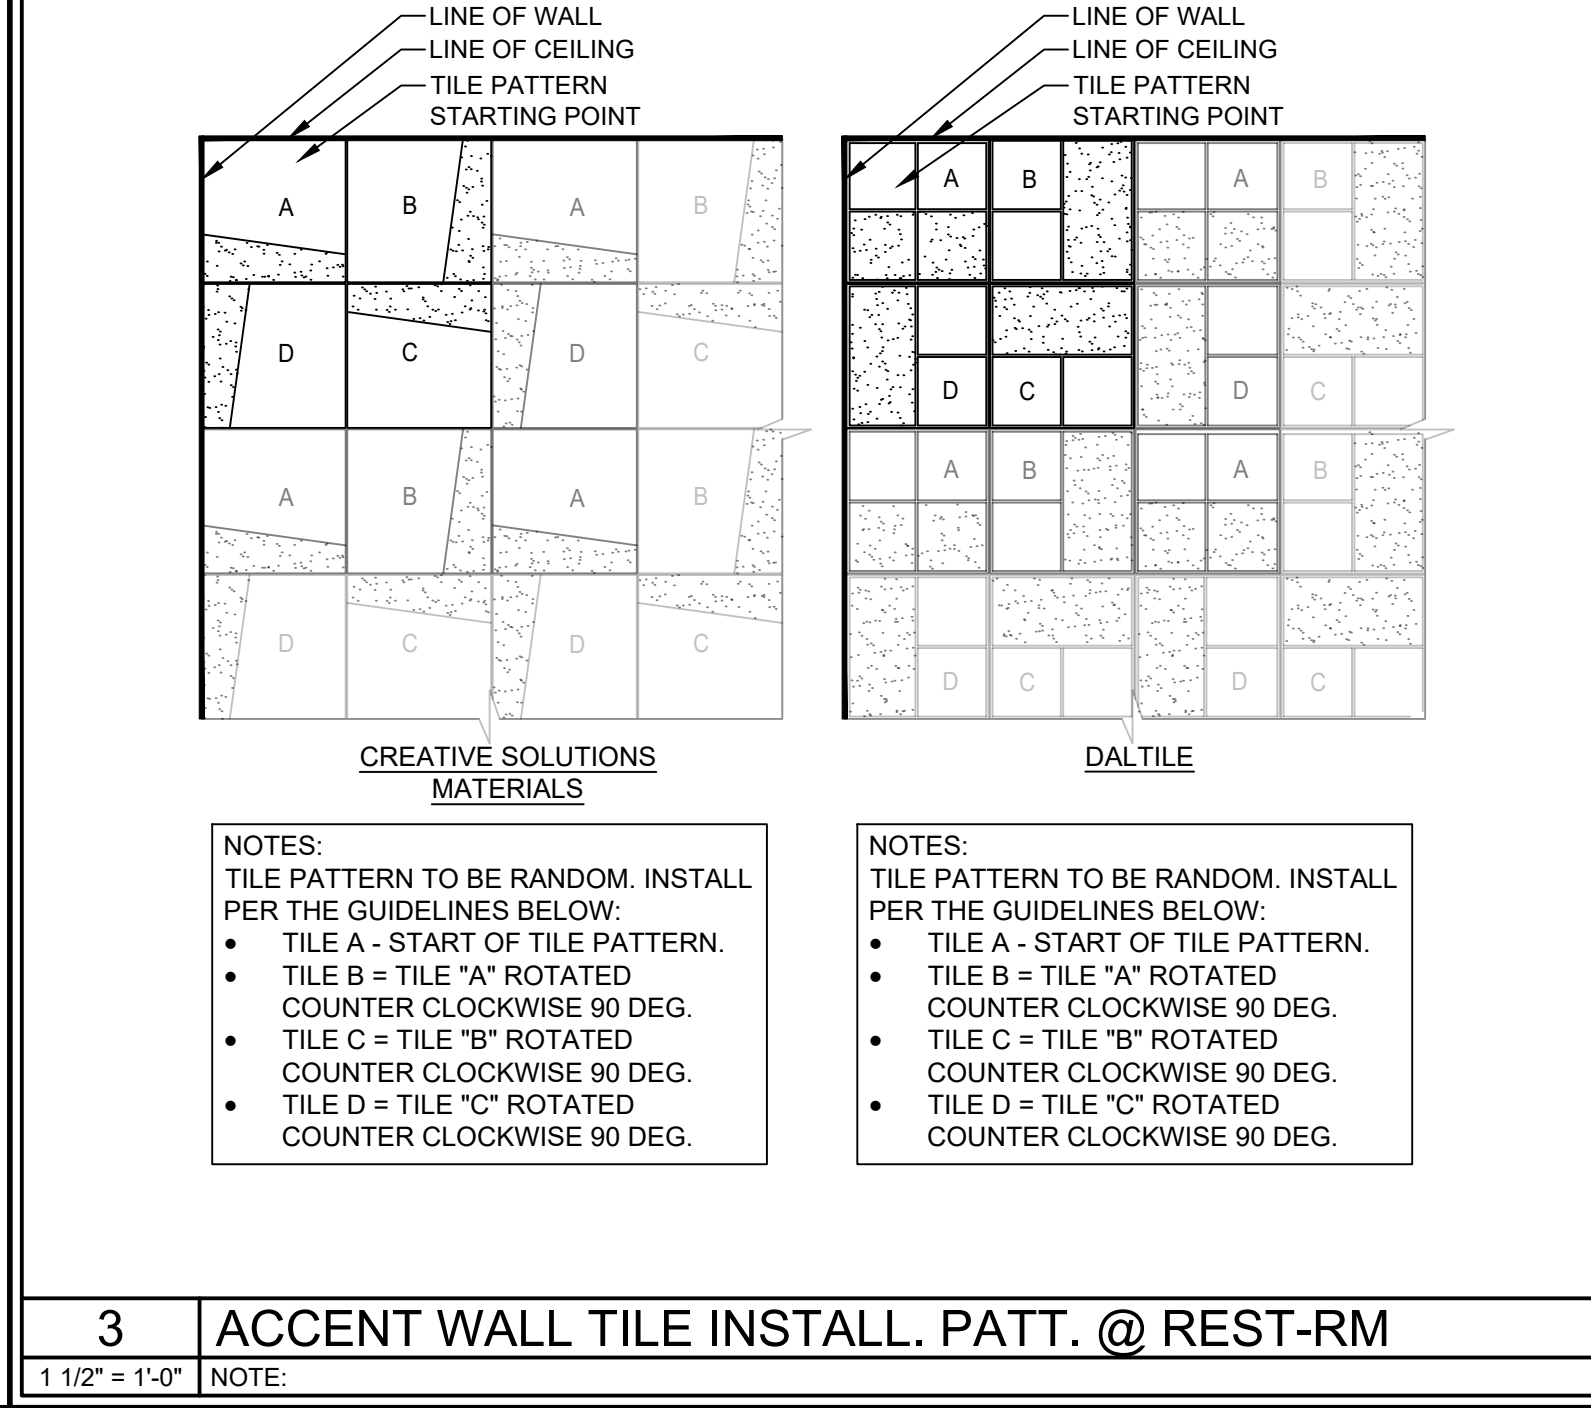 LINE OF WALL
LINE OF CEILING
TILE PATTERN
STARTING POINT
A B A B
D C D C
A B A B
D C D C
CREATIVE SOLUTIONS
MATERIALS
NOTES:
TILE PATTERN TO BE RANDOM. INSTALL
PER THE GUIDELINES BELOW:
• TILE A - START OF TILE PATTERN.
• TILE B = TILE "A" ROTATED
COUNTER CLOCKWISE 90 DEG.
• TILE C = TILE "B" ROTATED
COUNTER CLOCKWISE 90 DEG.
• TILE D = TILE "C" ROTATED
COUNTER CLOCKWISE 90 DEG.
LINE OF WALL
LINE OF CEILING
TILE PATTERN
STARTING POINT
A B A B
D C D C
A B A B
D C D C
DALTILE
NOTES:
TILE PATTERN TO BE RANDOM. INSTALL
PER THE GUIDELINES BELOW:
• TILE A - START OF TILE PATTERN.
• TILE B = TILE "A" ROTATED
COUNTER CLOCKWISE 90 DEG.
• TILE C = TILE "B" ROTATED
COUNTER CLOCKWISE 90 DEG.
• TILE D = TILE "C" ROTATED
COUNTER CLOCKWISE 90 DEG.
3 ACCENT WALL TILE INSTALL. PATT. @ REST-RM
1 1/2" = 1'-0" NOTE: